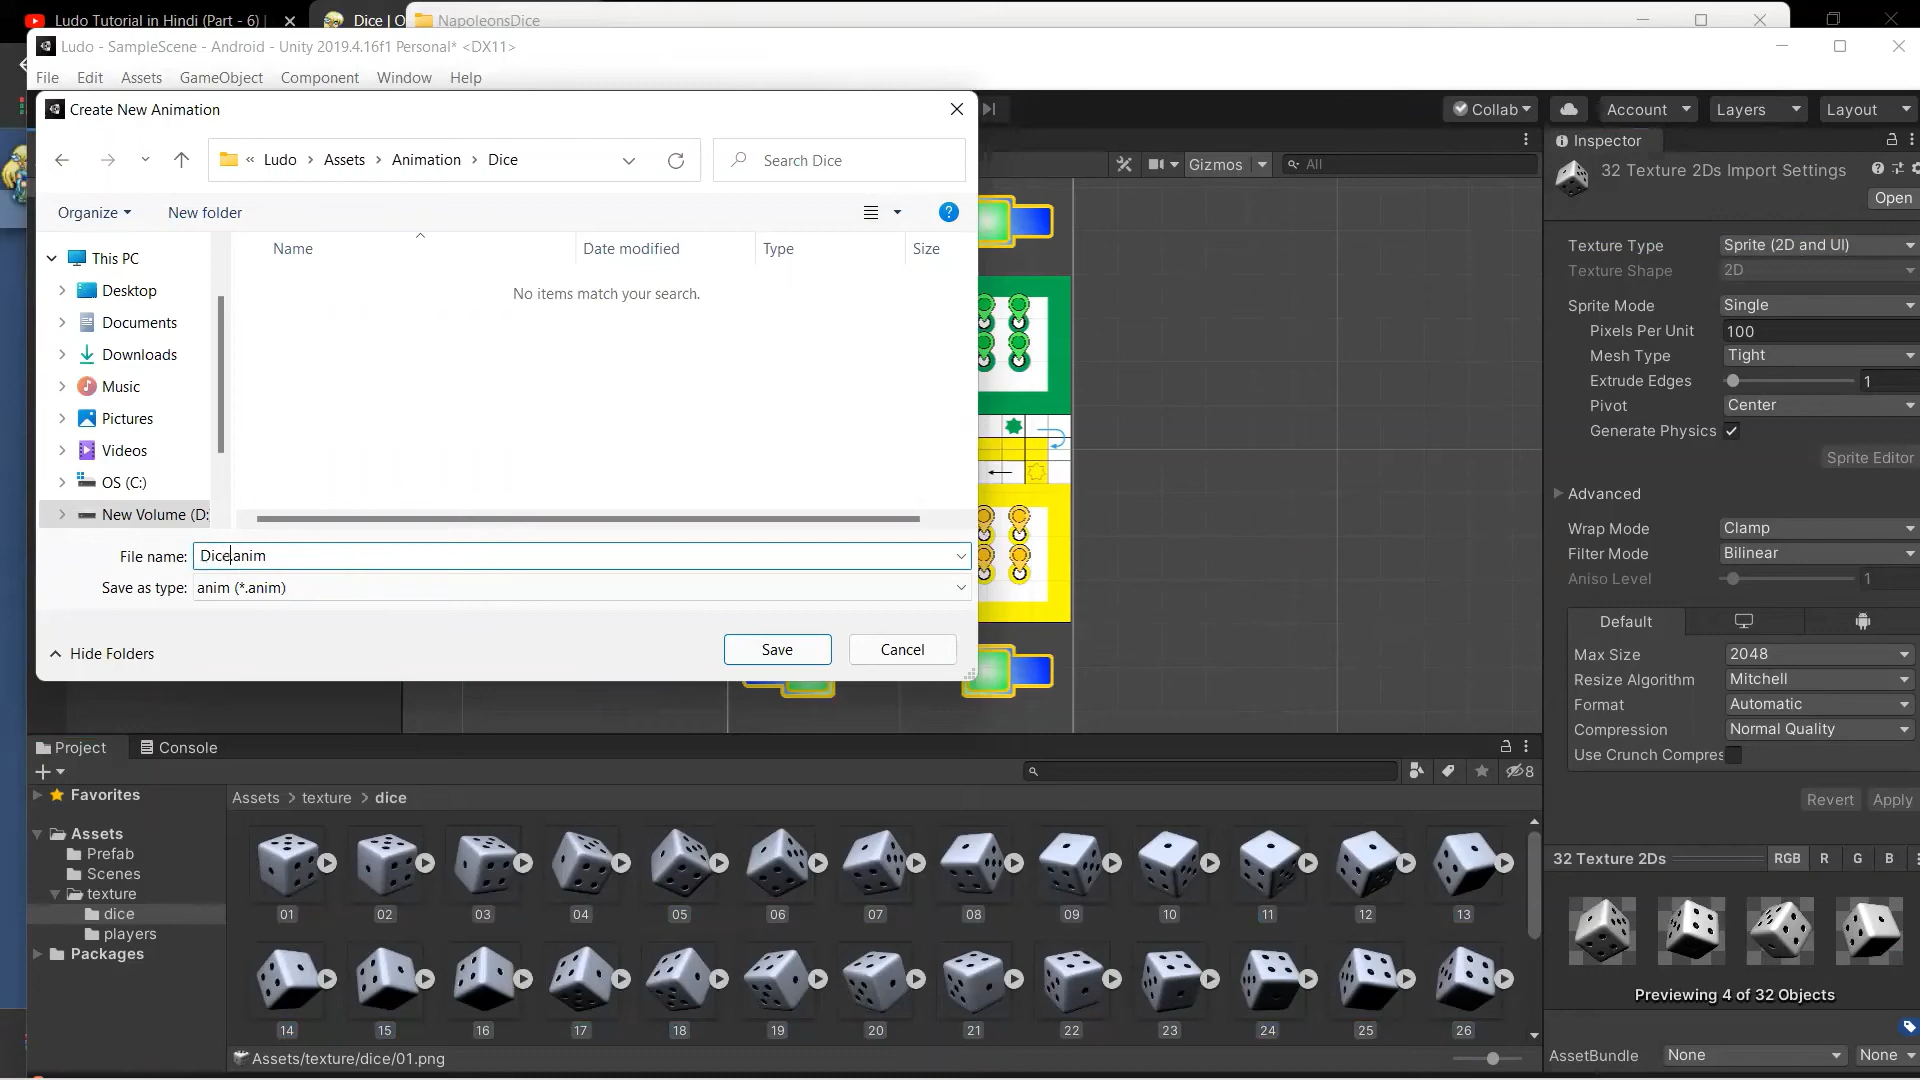 Ludo Tutorial in Hindi (Part - 6) |
Dice | O
NapoleonsDice
Ludo - SampleScene - Android - Unity 2019.4.16f1 Personal* <DX11>
File Edit Assets GameObject Component Window Help
Create New Animation
Collab Account Layers Layout
« Ludo > Assets > Animation > Dice
Search Dice
Gizmos All
Inspector
32 Texture 2Ds Import Settings
Open
Organize New folder
Name Date modified Type Size
No items match your search.
This PC
Desktop
Documents
Downloads
Music
Pictures
Videos
OS (C:)
New Volume (D:
File name: Dice.anim
Save as type: anim (*.anim)
Hide Folders
Save Cancel
Texture Type Sprite (2D and UI)
Texture Shape 2D
Sprite Mode Single
Pixels Per Unit 100
Mesh Type Tight
Extrude Edges 1
Pivot Center
Generate Physics
Sprite Editor
Advanced
Wrap Mode Clamp
Filter Mode Bilinear
Aniso Level 1
Default
Max Size 2048
Resize Algorithm Mitchell
Format Automatic
Compression Normal Quality
Use Crunch Compres
Revert Apply
Project Console
8
Favorites
Assets
Prefab
Scenes
texture
dice
players
Packages
Assets > texture > dice
01 02 03 04 05 06 07 08 09 10 11 12 13
14 15 16 17 18 19 20 21 22 23 24 25 26
Assets/texture/dice/01.png
32 Texture 2Ds RGB R G B
Previewing 4 of 32 Objects
AssetBundle None None